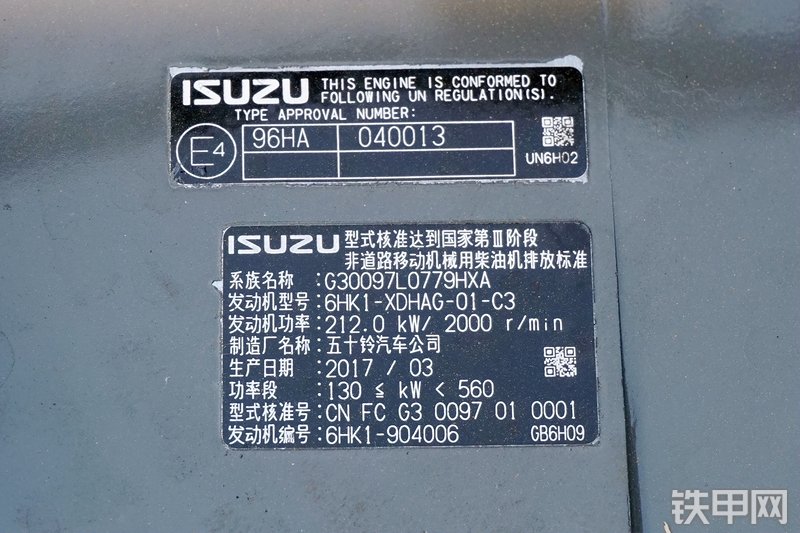 ISUZU THIS ENGINE IS CONFORMED TO
FOLLOWING UN REGULATION(S).
TYPE APPROVAL NUMBER:
E4 96HA 040013
UN6H02
ISUZU 型式核准达到国家第Ⅲ阶段
非道路移动机械用柴油机排放标准
系族名称 : G30097L0779HXA
发动机型号: 6HK1-XDHAG-01-C3
发动机功率: 212.0 kW/ 2000 r/min
制造厂名称: 五十铃汽车公司
生产日期 : 2017 / 03
功率段 : 130 ≤ kW < 560
型式核准号: CN FC G3 0097 01 0001
发动机编号: 6HK1-904006 GB6H09
铁甲网